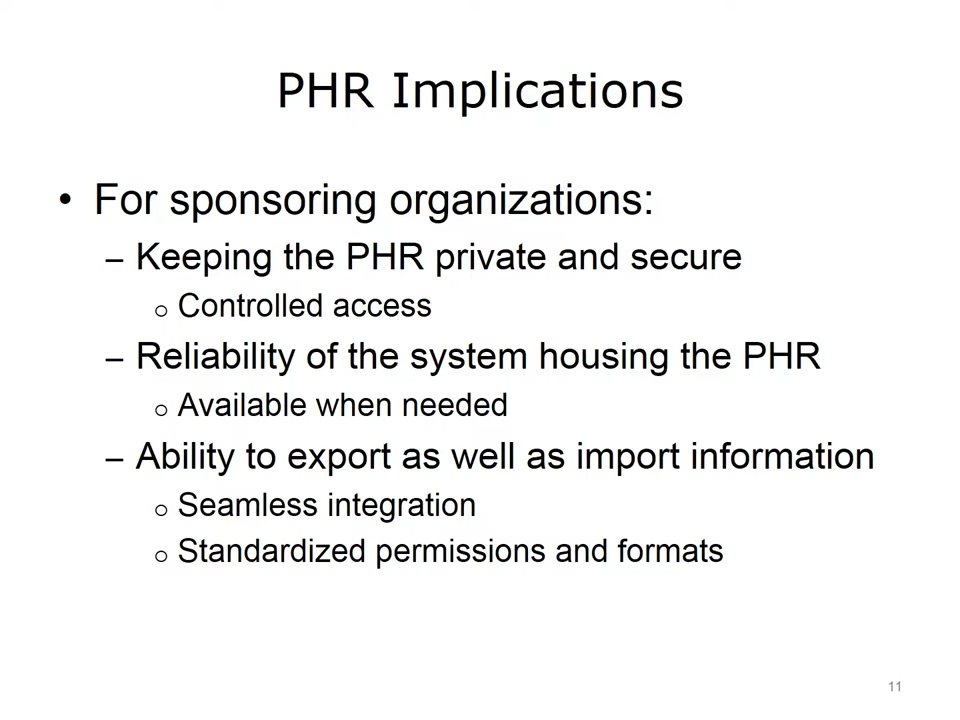 PHR Implications
• For sponsoring organizations:
– Keeping the PHR private and secure
o Controlled access
– Reliability of the system housing the PHR
o Available when needed
– Ability to export as well as import information
o Seamless integration
o Standardized permissions and formats
11